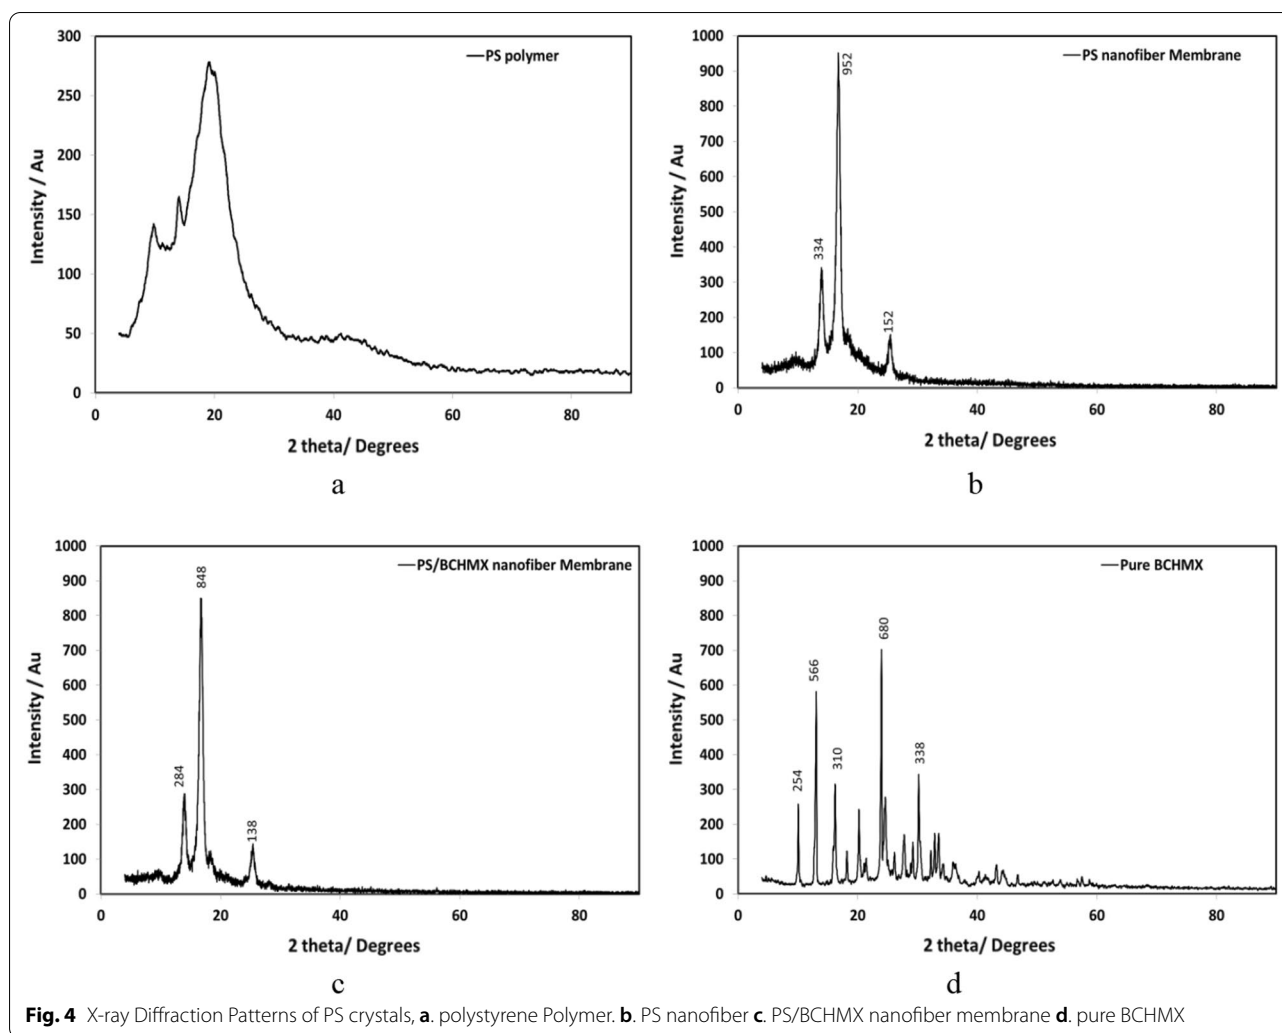 300
250
200
150
100
50
0
0 20 40 60 80
Intensity / Au
2 theta/ Degrees
PS polymer
a
1000
900
800
700
600
500
400
300
200
100
0
0 20 40 60 80
Intensity / Au
2 theta/ Degrees
PS nanofiber Membrane
334
952
152
b
1000
900
800
700
600
500
400
300
200
100
0
0 20 40 60 80
Intensity / Au
2 theta/ Degrees
PS/BCHMX nanofiber Membrane
284
848
138
c
1000
900
800
700
600
500
400
300
200
100
0
0 20 40 60 80
Intensity / Au
2 theta/ Degrees
Pure BCHMX
254
566
310
680
338
d
Fig. 4 X-ray Diffraction Patterns of PS crystals, a. polystyrene Polymer. b. PS nanofiber c. PS/BCHMX nanofiber membrane d. pure BCHMX